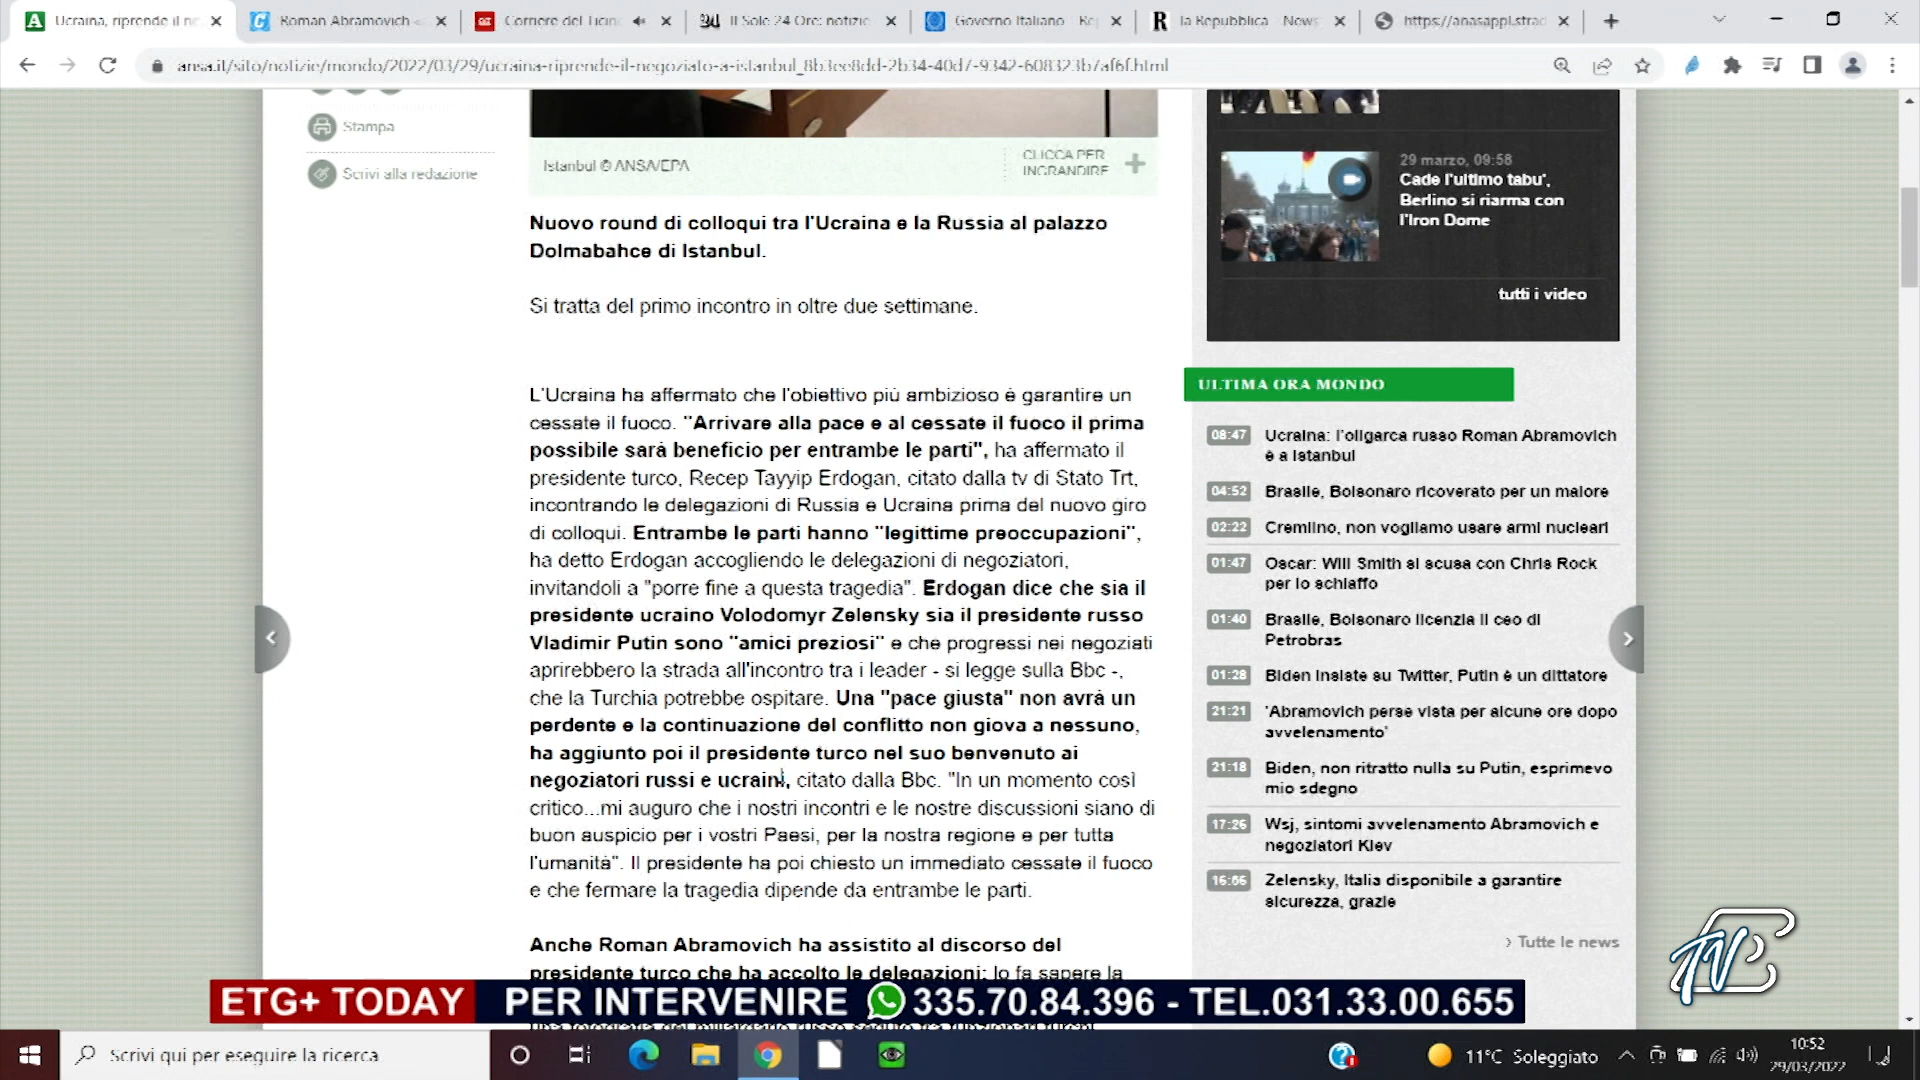 Ucraina, riprende il ne
Roman Abramovich
Corriere del Ticin
Il Sole 24 Ore: notizie
Governo Italiano
la Repubblica - News
https://anasappl.strad
ansa.it/sito/notizie/mondo/2022/03/29/ucraina-riprende-il-negoziato-a-istanbul_8b3ee8dd-2b34-40d7-9342-608323b7af6f.html
Stampa
Scrivi alla redazione
Istanbul © ANSA/EPA
CLICCA PER
INGRANDIRE
Nuovo round di colloqui tra l'Ucraina e la Russia al palazzo
Dolmabahce di Istanbul.
Si tratta del primo incontro in oltre due settimane.
L'Ucraina ha affermato che l'obiettivo più ambizioso è garantire un
cessate il fuoco. "Arrivare alla pace e al cessate il fuoco il prima
possibile sarà beneficio per entrambe le parti", ha affermato il
presidente turco, Recep Tayyip Erdogan, citato dalla tv di Stato Trt,
incontrando le delegazioni di Russia e Ucraina prima del nuovo giro
di colloqui. Entrambe le parti hanno "legittime preoccupazioni",
ha detto Erdogan accogliendo le delegazioni di negoziatori,
invitandoli a "porre fine a questa tragedia". Erdogan dice che sia il
presidente ucraino Volodomyr Zelensky sia il presidente russo
Vladimir Putin sono "amici preziosi" e che progressi nei negoziati
aprirebbero la strada all'incontro tra i leader - si legge sulla Bbc -,
che la Turchia potrebbe ospitare. Una "pace giusta" non avrà un
perdente e la continuazione del conflitto non giova a nessuno,
ha aggiunto poi il presidente turco nel suo benvenuto ai
negoziatori russi e ucraini, citato dalla Bbc. "In un momento così
critico...mi auguro che i nostri incontri e le nostre discussioni siano di
buon auspicio per i vostri Paesi, per la nostra regione e per tutta
l'umanità". Il presidente ha poi chiesto un immediato cessate il fuoco
e che fermare la tragedia dipende da entrambe le parti.
Anche Roman Abramovich ha assistito al discorso del
presidente turco che ha accolto le delegazioni: lo fa sapere la
29 marzo, 09:58
Cade l'ultimo tabu',
Berlino si riarma con
l'Iron Dome
tutti i video
ULTIMA ORA MONDO
08:47 Ucraina: l'oligarca russo Roman Abramovich
è a Istanbul
04:52 Brasile, Bolsonaro ricoverato per un malore
02:22 Cremlino, non vogliamo usare armi nucleari
01:47 Oscar: Will Smith si scusa con Chris Rock
per lo schiaffo
01:40 Brasile, Bolsonaro licenzia il ceo di
Petrobras
01:28 Biden insiste su Twitter, Putin è un dittatore
21:21 'Abramovich perse vista per alcune ore dopo
avvelenamento'
21:18 Biden, non ritratto nulla su Putin, esprimevo
mio sdegno
17:26 Wsj, sintomi avvelenamento Abramovich e
negoziatori Kiev
Zelensky, Italia disponibile a garantire
sicurezza, grazie
Tutte le news
ETG+ TODAY PER INTERVENIRE 335.70.84.396 - TEL.031.33.00.655
Scrivi qui per eseguire la ricerca
11°C Soleggiato
10:52
29/03/2022